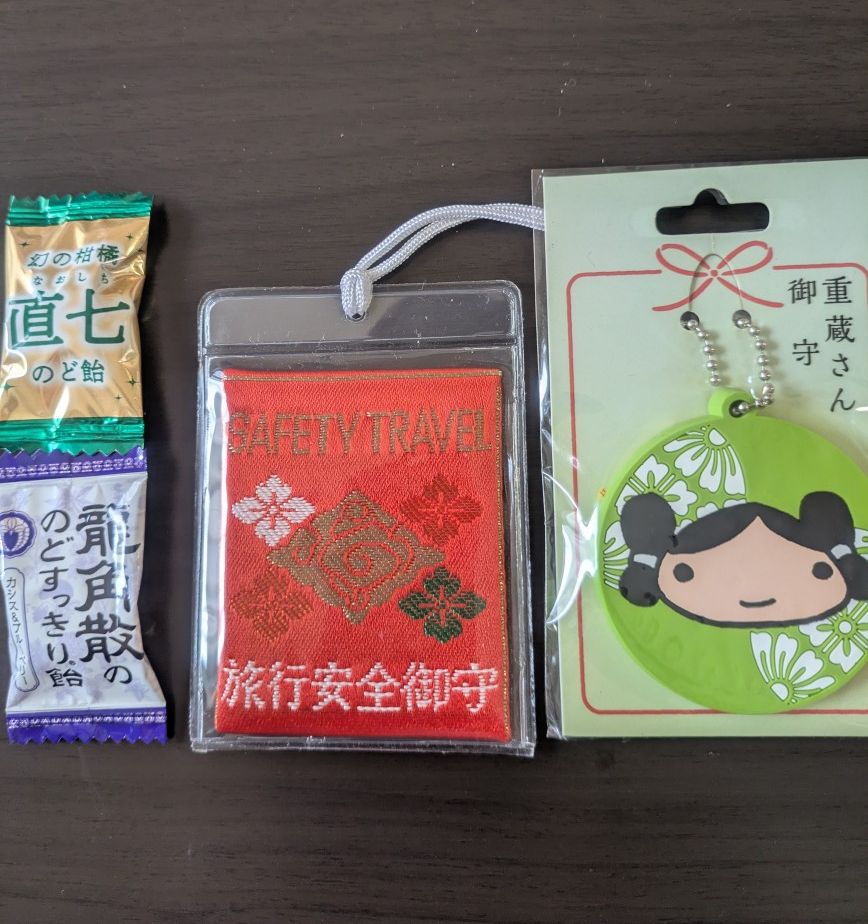 幻の柑橘
なおしち
直七
のど飴
龍角散の
のどすっきり飴
カシス&ブルーベリー
SAFETY TRAVEL
旅行安全御守
重蔵さん
御守